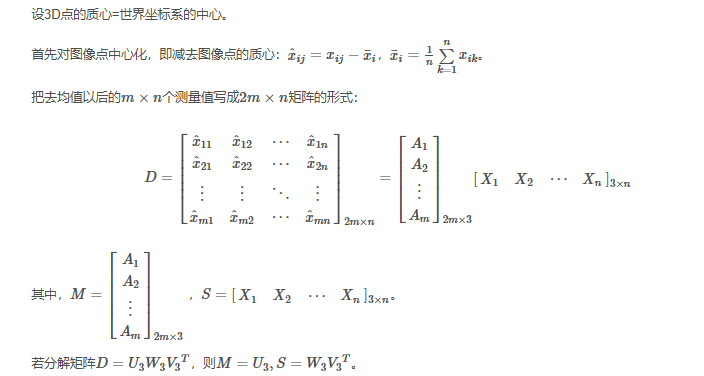 设3D点的质心=世界坐标系的中心。
首先对图像点中心化，即减去图像点的质心：$\hat{x}_{ij} = x_{ij} - \bar{x}_i$，$\bar{x}_i = \frac{1}{n}\sum_{k=1}^{n} x_{ik}$。
把去均值以后的$m \times n$个测量值写成$2m \times n$矩阵的形式：
$D = \begin{bmatrix} \hat{x}_{11} & \hat{x}_{12} & \cdots & \hat{x}_{1n} \\ \hat{x}_{21} & \hat{x}_{22} & \cdots & \hat{x}_{2n} \\ \vdots & \vdots & \ddots & \vdots \\ \hat{x}_{m1} & \hat{x}_{m2} & \cdots & \hat{x}_{mn} \end{bmatrix}_{2m \times n} = \begin{bmatrix} A_1 \\ A_2 \\ \vdots \\ A_m \end{bmatrix}_{2m \times 3} [\, X_1 \quad X_2 \quad \cdots \quad X_n \,]_{3 \times n}$
其中，$M = \begin{bmatrix} A_1 \\ A_2 \\ \vdots \\ A_m \end{bmatrix}_{2m \times 3}$，$S = [\, X_1 \quad X_2 \quad \cdots \quad X_n \,]_{3 \times n}$。
若分解矩阵$D = U_3 W_3 V_3^T$，则$M = U_3, S = W_3 V_3^T$。